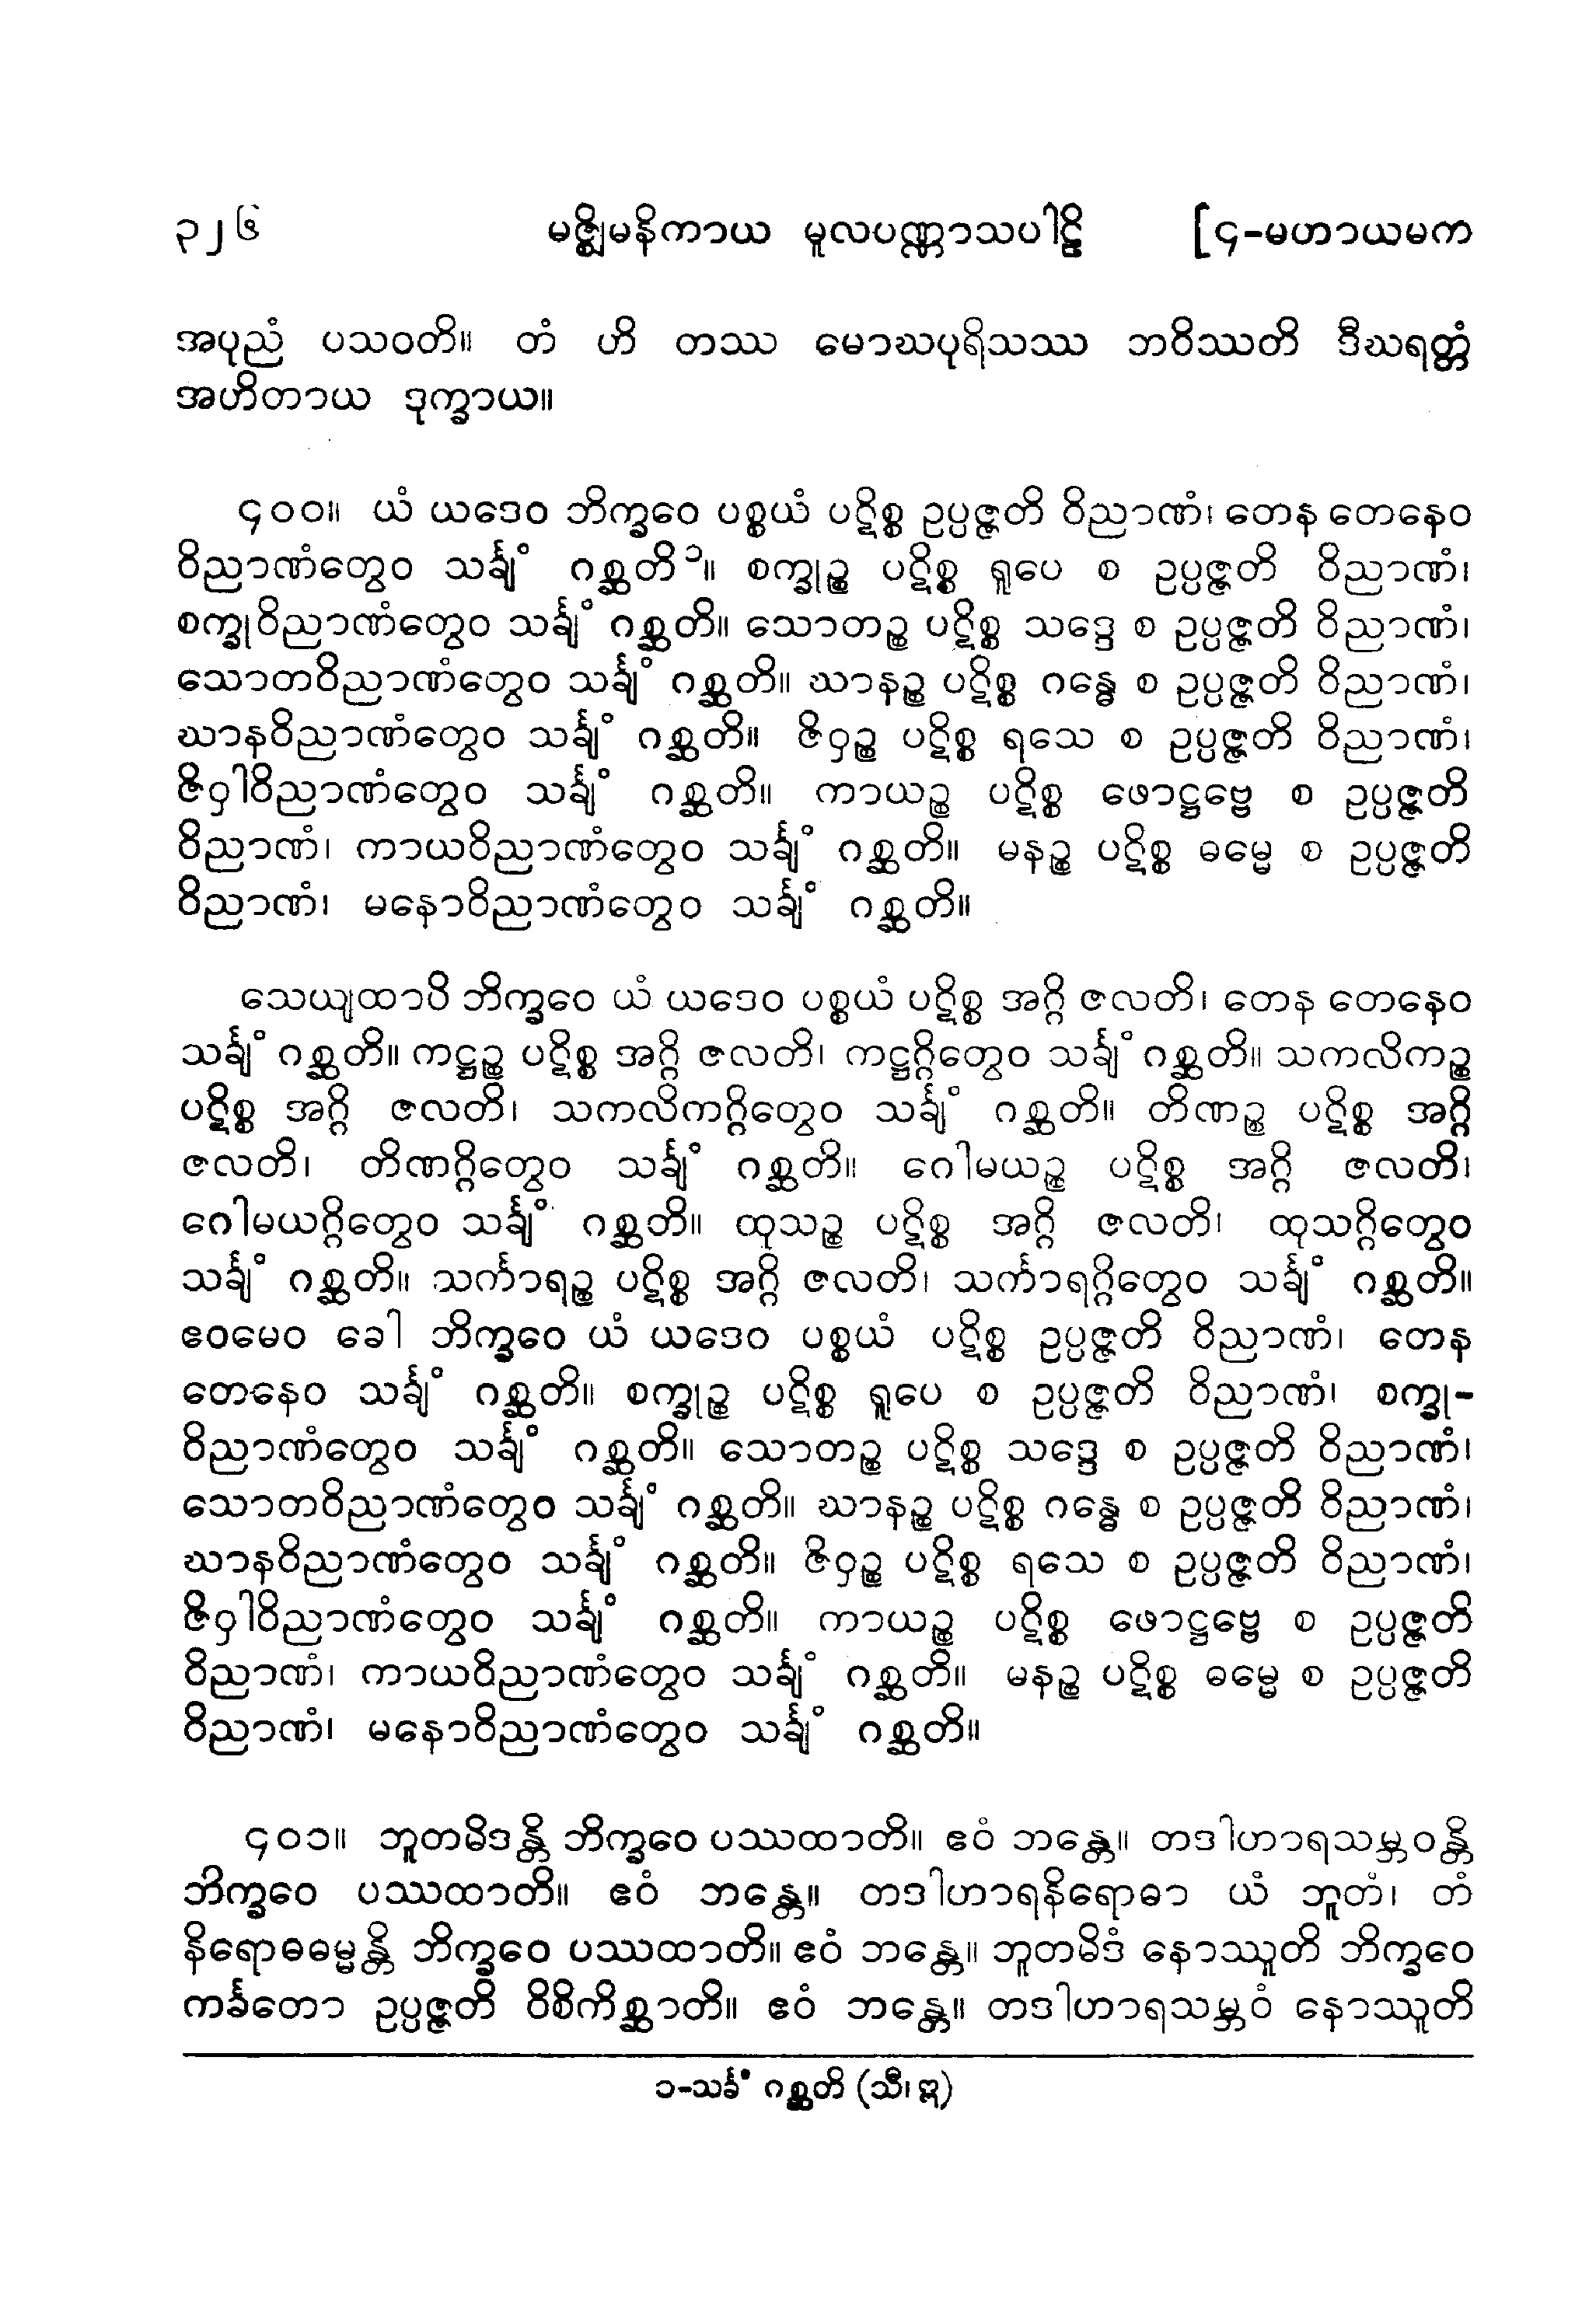 ၃၂၆ မဇ္ဈိမနိကာယ မူလပဏ္ဏာသပါဠိ [၄-မဟာယမက
အပုညံ ပသဝတိ။ တံ ဟိ တဿ မောဃပုရိသဿ ဘဝိဿတိ ဒီဃရတ္တံ
အဟိတာယ ဒုက္ခာယ။
၄၀၀။ ယံ ယဒေဝ ဘိက္ခဝေ ပစ္စယံ ပဋိစ္စ ဥပ္ပဇ္ဇတိ ဝိညာဏံ၊ တေန တေနေဝ
ဝိညာဏံတွေဝ သင်္ချံ ဂစ္ဆတိ၁။ စက္ခုဉ္စ ပဋိစ္စ ရူပေ စ ဥပ္ပဇ္ဇတိ ဝိညာဏံ၊
စက္ခုဝိညာဏံတွေဝ သင်္ချံ ဂစ္ဆတိ။ သောတဉ္စ ပဋိစ္စ သဒ္ဒေ စ ဥပ္ပဇ္ဇတိ ဝိညာဏံ၊
သောတဝိညာဏံတွေဝ သင်္ချံ ဂစ္ဆတိ။ ဃာနဉ္စ ပဋိစ္စ ဂန္ဓေ စ ဥပ္ပဇ္ဇတိ ဝိညာဏံ၊
ဃာနဝိညာဏံတွေဝ သင်္ချံ ဂစ္ဆတိ။ ဇိဝှဉ္စ ပဋိစ္စ ရသေ စ ဥပ္ပဇ္ဇတိ ဝိညာဏံ၊
ဇိဝှါဝိညာဏံတွေဝ သင်္ချံ ဂစ္ဆတိ။ ကာယဉ္စ ပဋိစ္စ ဖောဋ္ဌဗ္ဗေ စ ဥပ္ပဇ္ဇတိ
ဝိညာဏံ၊ ကာယဝိညာဏံတွေဝ သင်္ချံ ဂစ္ဆတိ။ မနဉ္စ ပဋိစ္စ ဓမ္မေ စ ဥပ္ပဇ္ဇတိ
ဝိညာဏံ၊ မနောဝိညာဏံတွေဝ သင်္ချံ ဂစ္ဆတိ။
သေယျထာပိ ဘိက္ခဝေ ယံ ယဒေဝ ပစ္စယံ ပဋိစ္စ အဂ္ဂိ ဇလတိ၊ တေန တေနေဝ
သင်္ချံ ဂစ္ဆတိ။ ကဋ္ဌဉ္စ ပဋိစ္စ အဂ္ဂိ ဇလတိ၊ ကဋ္ဌဂ္ဂိတွေဝ သင်္ချံ ဂစ္ဆတိ။ သကလိကဉ္စ
ပဋိစ္စ အဂ္ဂိ ဇလတိ၊ သကလိကဂ္ဂိတွေဝ သင်္ချံ ဂစ္ဆတိ။ တိဏဉ္စ ပဋိစ္စ အဂ္ဂိ
ဇလတိ၊ တိဏဂ္ဂိတွေဝ သင်္ချံ ဂစ္ဆတိ။ ဂေါမယဉ္စ ပဋိစ္စ အဂ္ဂိ ဇလတိ၊
ဂေါမယဂ္ဂိတွေဝ သင်္ချံ ဂစ္ဆတိ။ ထုသဉ္စ ပဋိစ္စ အဂ္ဂိ ဇလတိ၊ ထုသဂ္ဂိတွေဝ
သင်္ချံ ဂစ္ဆတိ။ သင်္ကာရဉ္စ ပဋိစ္စ အဂ္ဂိ ဇလတိ၊ သင်္ကာရဂ္ဂိတွေဝ သင်္ချံ ဂစ္ဆတိ။
ဧဝမေဝ ခေါ ဘိက္ခဝေ ယံ ယဒေဝ ပစ္စယံ ပဋိစ္စ ဥပ္ပဇ္ဇတိ ဝိညာဏံ၊ တေန
တေနေဝ သင်္ချံ ဂစ္ဆတိ။ စက္ခုဉ္စ ပဋိစ္စ ရူပေ စ ဥပ္ပဇ္ဇတိ ဝိညာဏံ၊ စက္ခု-
ဝိညာဏံတွေဝ သင်္ချံ ဂစ္ဆတိ။ သောတဉ္စ ပဋိစ္စ သဒ္ဒေ စ ဥပ္ပဇ္ဇတိ ဝိညာဏံ၊
သောတဝိညာဏံတွေဝ သင်္ချံ ဂစ္ဆတိ။ ဃာနဉ္စ ပဋိစ္စ ဂန္ဓေ စ ဥပ္ပဇ္ဇတိ ဝိညာဏံ၊
ဃာနဝိညာဏံတွေဝ သင်္ချံ ဂစ္ဆတိ။ ဇိဝှဉ္စ ပဋိစ္စ ရသေ စ ဥပ္ပဇ္ဇတိ ဝိညာဏံ၊
ဇိဝှါဝိညာဏံတွေဝ သင်္ချံ ဂစ္ဆတိ။ ကာယဉ္စ ပဋိစ္စ ဖောဋ္ဌဗ္ဗေ စ ဥပ္ပဇ္ဇတိ
ဝိညာဏံ၊ ကာယဝိညာဏံတွေဝ သင်္ချံ ဂစ္ဆတိ။ မနဉ္စ ပဋိစ္စ ဓမ္မေ စ ဥပ္ပဇ္ဇတိ
ဝိညာဏံ၊ မနောဝိညာဏံတွေဝ သင်္ချံ ဂစ္ဆတိ။
၄၀၁။ ဘူတမိဒန္တိ ဘိက္ခဝေ ပဿထာတိ။ ဧဝံ ဘန္တေ။ တဒါဟာရသမ္ဘဝန္တိ
ဘိက္ခဝေ ပဿထာတိ။ ဧဝံ ဘန္တေ။ တဒါဟာရနိရောဓာ ယံ ဘူတံ၊ တံ
နိရောဓဓမ္မန္တိ ဘိက္ခဝေ ပဿထာတိ။ ဧဝံ ဘန္တေ။ ဘူတမိဒံ နောဿူတိ ဘိက္ခဝေ
ကင်္ခတော ဥပ္ပဇ္ဇတိ ဝိစိကိစ္ဆာတိ။ ဧဝံ ဘန္တေ။ တဒါဟာရသမ္ဘဝံ နောဿူတိ
၁-သင်္ခံ ဂစ္ဆတိ (သီ၊ ဣ)